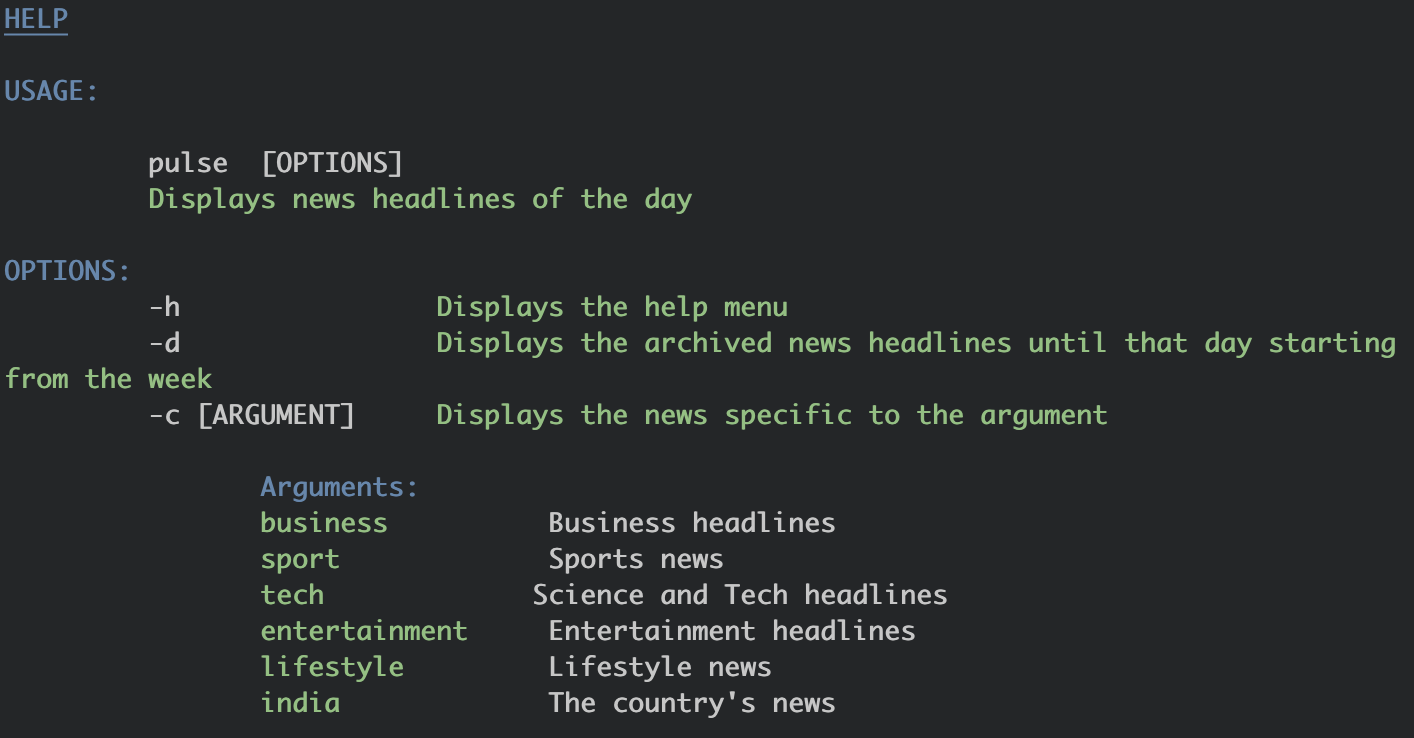 HELP
USAGE:
pulse [OPTIONS]
Displays news headlines of the day
OPTIONS:
-h Displays the help menu
-d Displays the archived news headlines until that day starting
from the week
-c [ARGUMENT] Displays the news specific to the argument
Arguments:
business Business headlines
sport Sports news
tech Science and Tech headlines
entertainment Entertainment headlines
lifestyle Lifestyle news
india The country's news